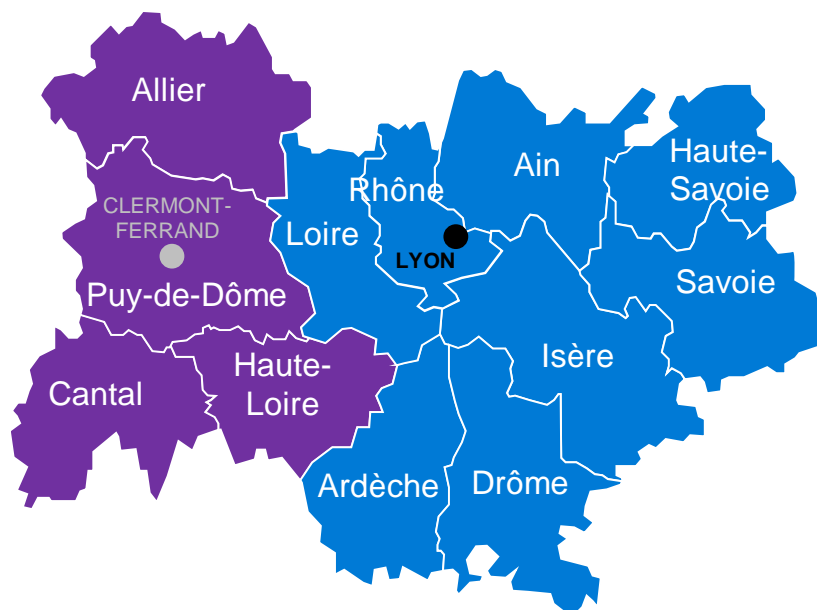 Allier
Ain
Haute-
Savoie
Rhône
CLERMONT-
FERRAND
Loire
LYON
Puy-de-Dôme
Savoie
Haute-
Loire
Isère
Cantal
Ardèche
Drôme